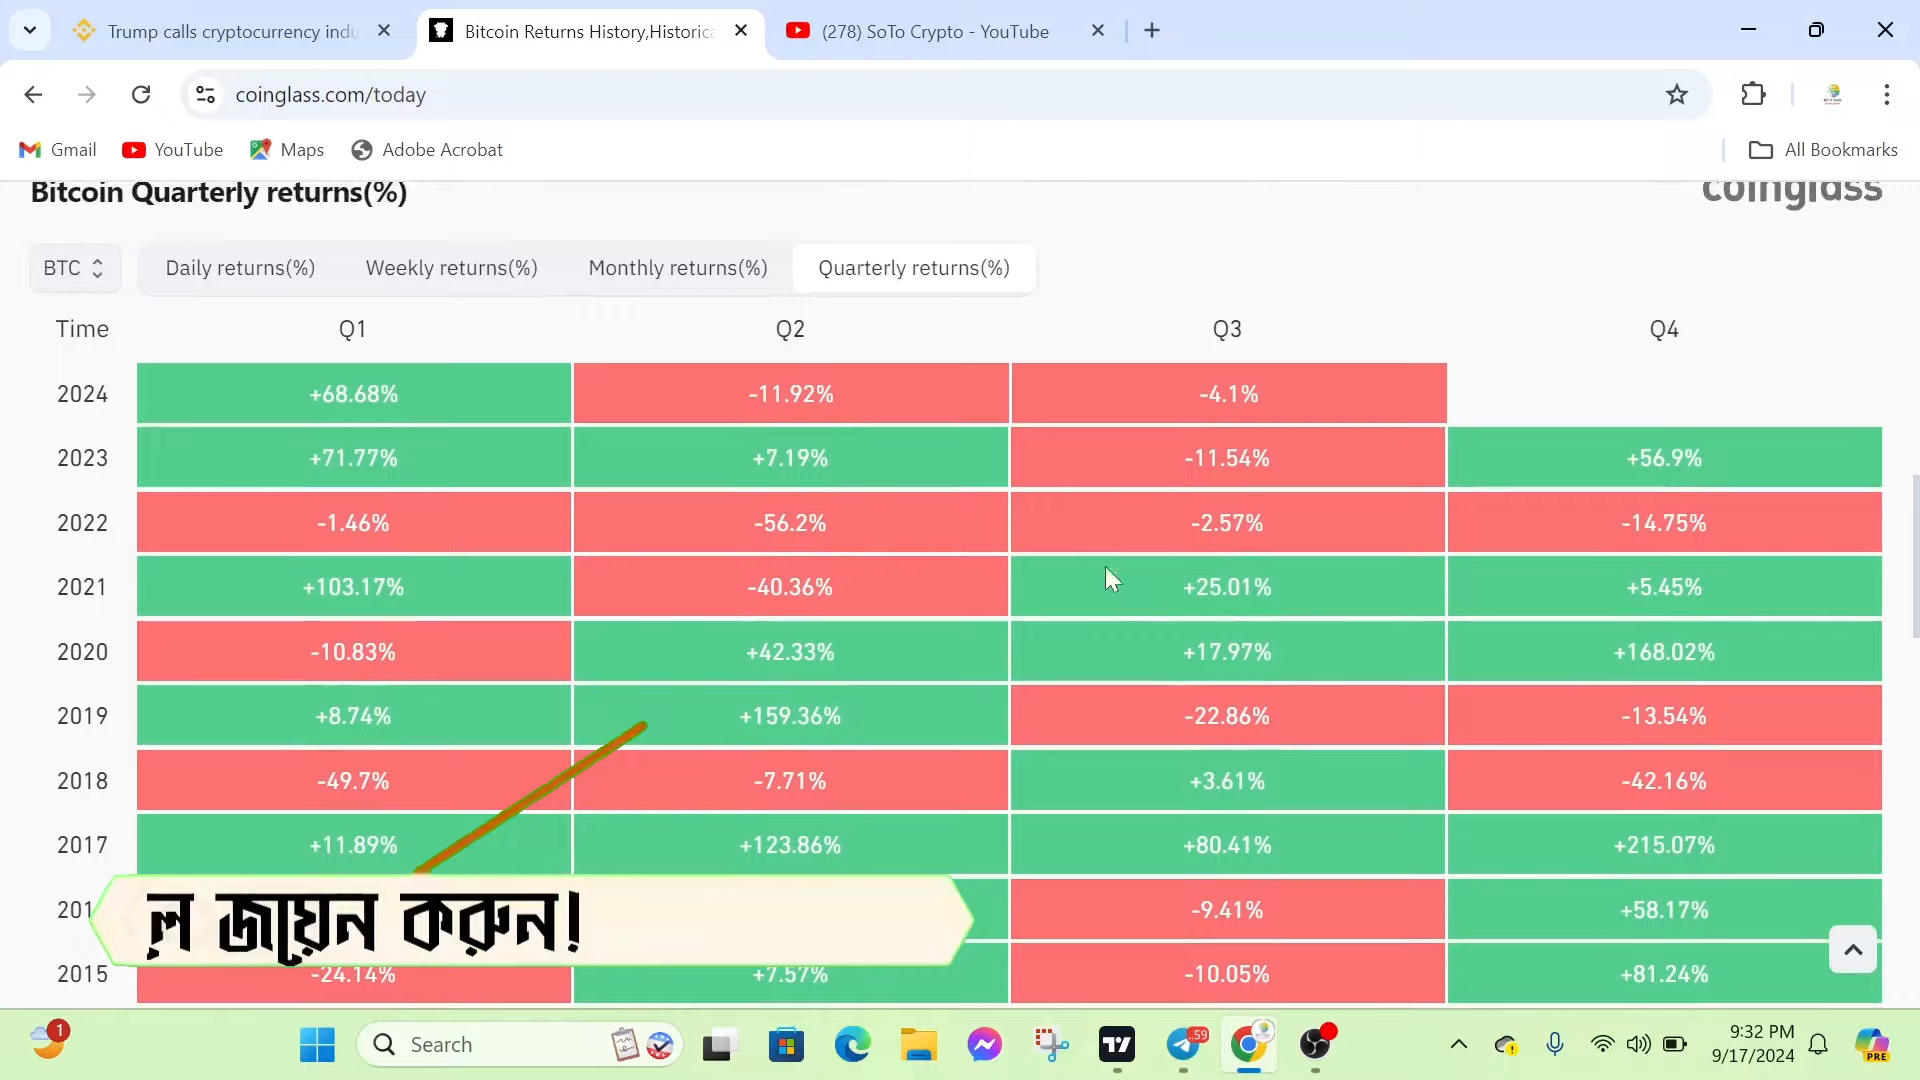 Trump calls cryptocurrency indu
Bitcoin Returns History,Historica
(278) SoTo Crypto - YouTube
coinglass.com/today
Gmail
YouTube
Maps
Adobe Acrobat
All Bookmarks
Bitcoin Quarterly returns(%)
coinglass
BTC
Daily returns(%)
Weekly returns(%)
Monthly returns(%)
Quarterly returns(%)
Time Q1 Q2 Q3 Q4
2024 +68.68% -11.92% -4.1%
2023 +71.77% +7.19% -11.54% +56.9%
2022 -1.46% -56.2% -2.57% -14.75%
2021 +103.17% -40.36% +25.01% +5.45%
2020 -10.83% +42.33% +17.97% +168.02%
2019 +8.74% +159.36% -22.86% -13.54%
2018 -49.7% -7.71% +3.61% -42.16%
2017 +11.89% +123.86% +80.41% +215.07%
201 -9.41% +58.17%
ল জয়েন করুন!
2015 -24.14% +7.57% -10.05% +81.24%
1
Search
.59
9:32 PM
9/17/2024
PRE